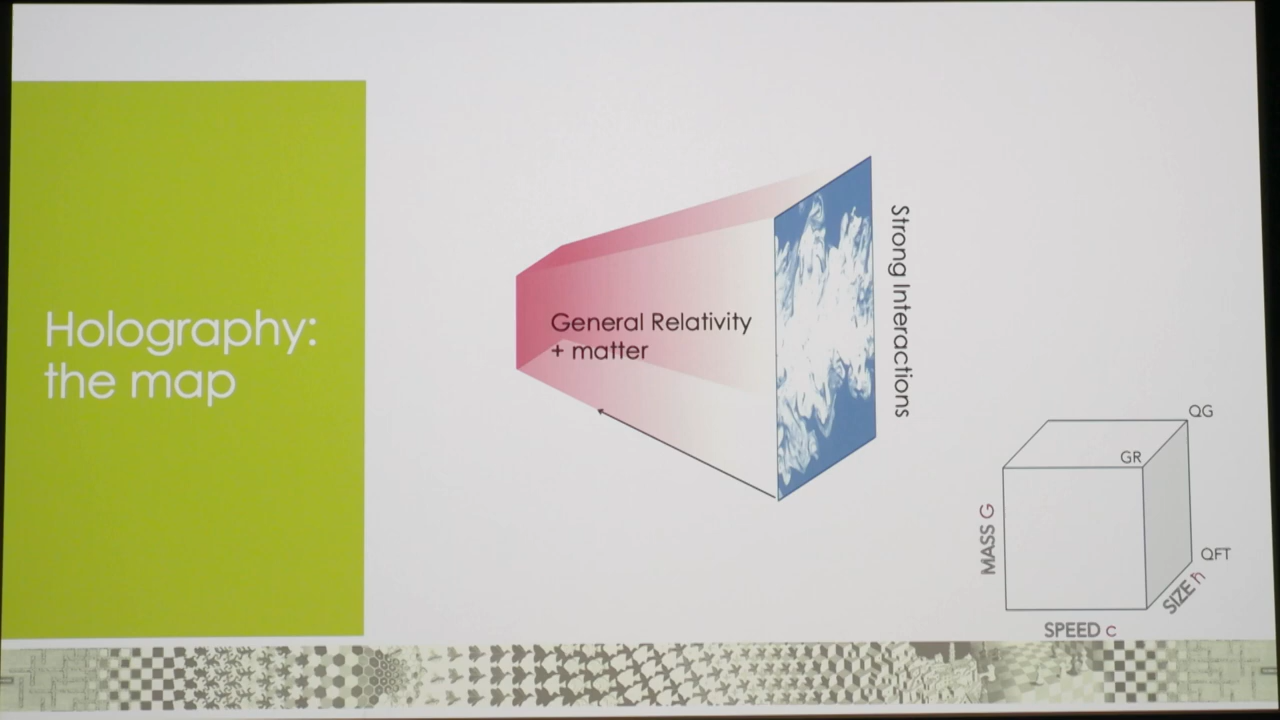 Holography:
the map
General Relativity
+ matter
Strong Interactions
QG
GR
MASS G
QFT
SIZE ħ
SPEED c